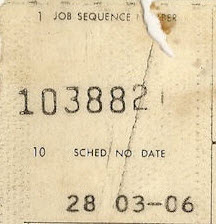 1 JOB SEQUENCE
103882
10 SCHED. NO. DATE
28 03-06